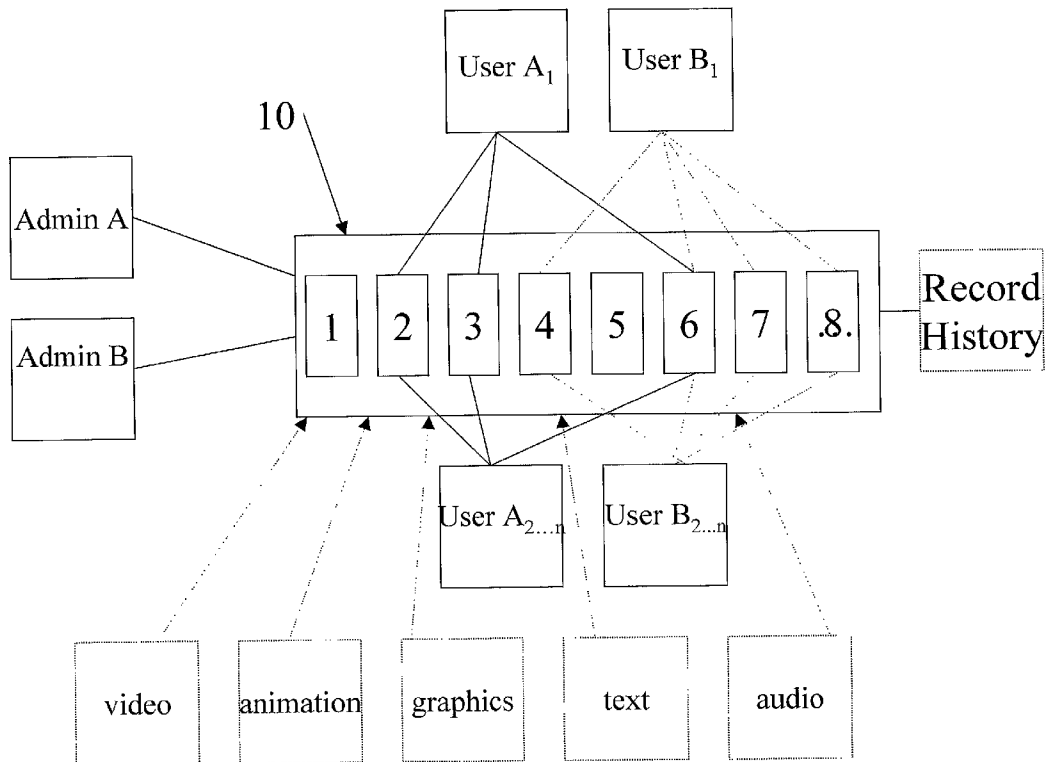 User A1
User B1
10
Admin A
Admin B
1
2
3
4
5
6
7
.8.
Record
History
User A2...n
User B2...n
video
animation
graphics
text
audio